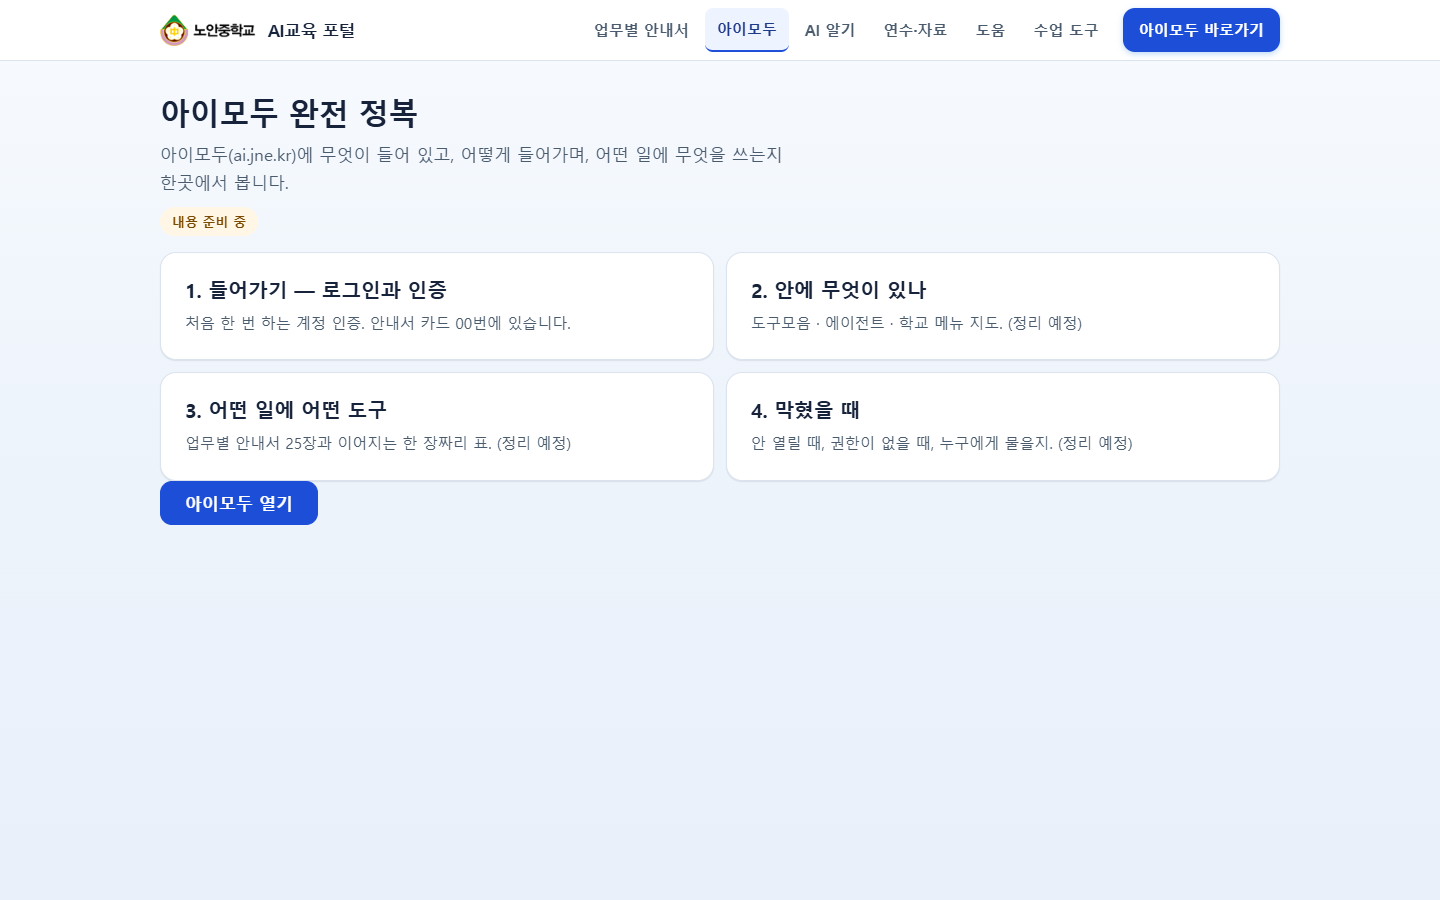 노안중학교 AI교육 포털
업무별 안내서 아이모두 AI 알기 연수·자료 도움 수업 도구 아이모두 바로가기
아이모두 완전 정복
아이모두(ai.jne.kr)에 무엇이 들어 있고, 어떻게 들어가며, 어떤 일에 무엇을 쓰는지
한곳에서 봅니다.
내용 준비 중
1. 들어가기 — 로그인과 인증
처음 한 번 하는 계정 인증. 안내서 카드 00번에 있습니다.
2. 안에 무엇이 있나
도구모음 · 에이전트 · 학교 메뉴 지도. (정리 예정)
3. 어떤 일에 어떤 도구
업무별 안내서 25장과 이어지는 한 장짜리 표. (정리 예정)
4. 막혔을 때
안 열릴 때, 권한이 없을 때, 누구에게 물을지. (정리 예정)
아이모두 열기